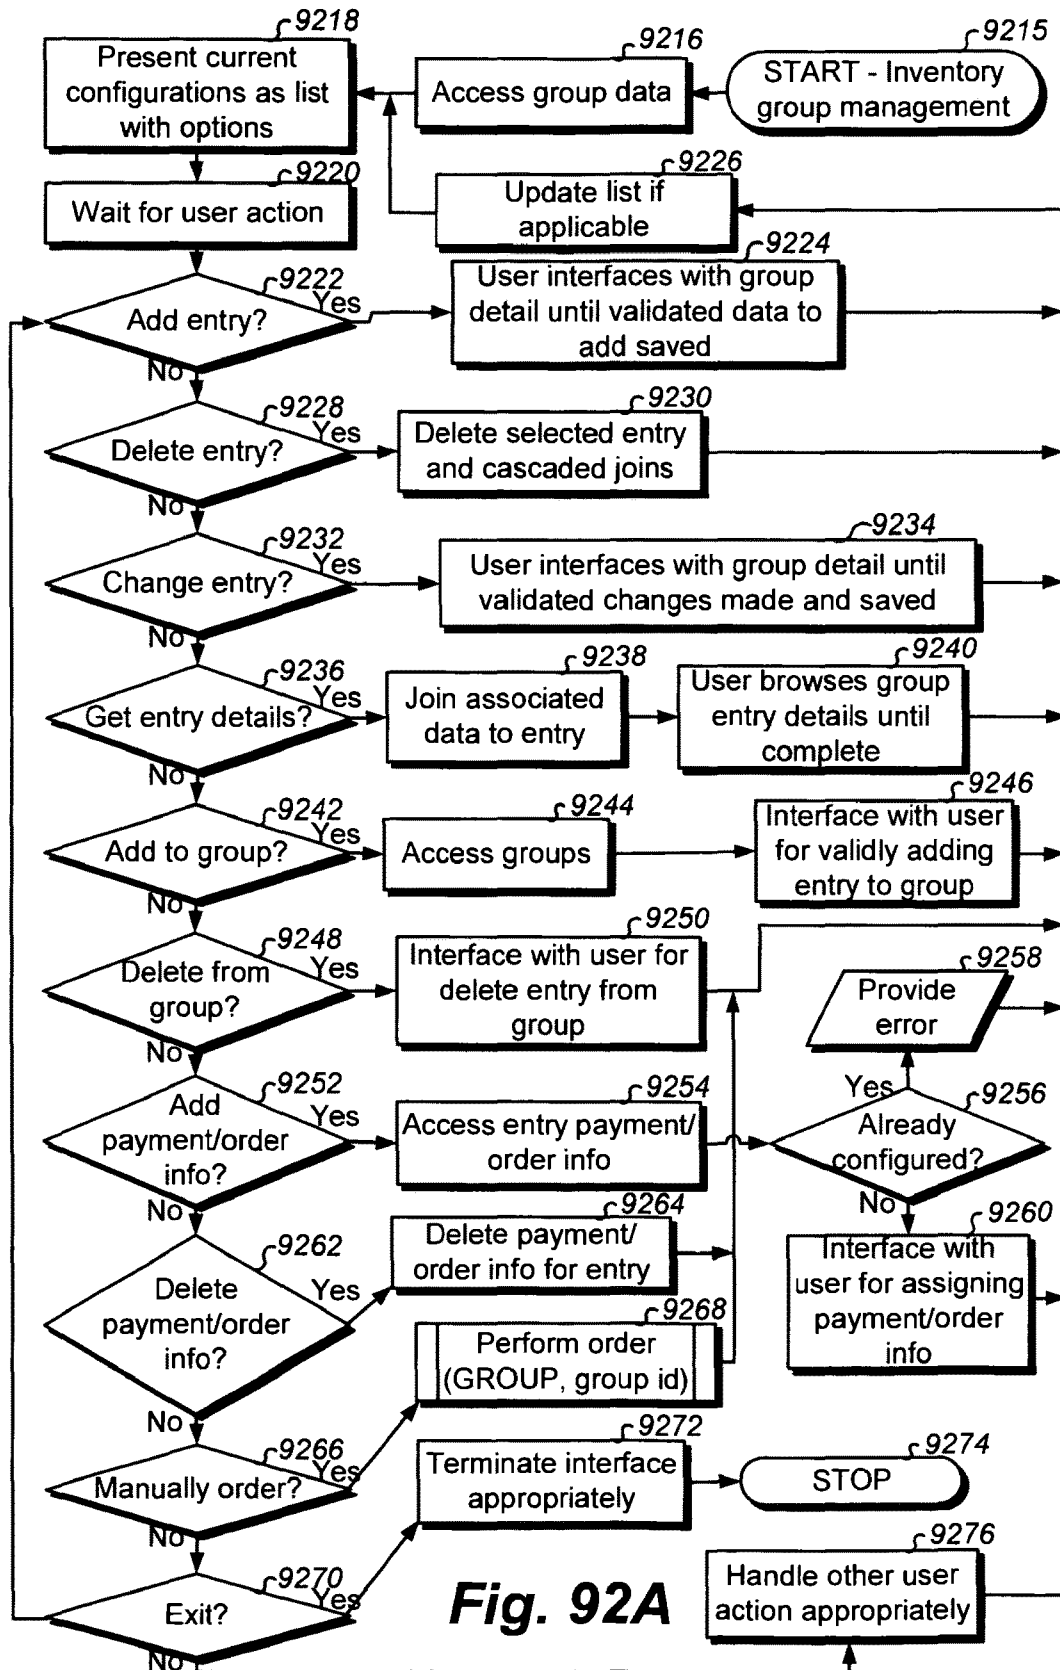 9218
Present current
configurations as list
with options
9216
Access group data
9215
START - Inventory
group management
9220
Wait for user action
9226
Update list if
applicable
9222
Add entry?
Yes
No
9224
User interfaces with group
detail until validated data to
add saved
9228
Delete entry?
Yes
No
9230
Delete selected entry
and cascaded joins
9232
Change entry?
Yes
No
9234
User interfaces with group detail until
validated changes made and saved
9236
Get entry details?
Yes
No
9238
Join associated
data to entry
9240
User browses group
entry details until
complete
9242
Add to group?
Yes
No
9244
Access groups
9246
Interface with user
for validly adding
entry to group
9248
Delete from
group?
Yes
No
9250
Interface with user for
delete entry from
group
9258
Provide
error
9252
Add
payment/order
info?
Yes
No
9254
Access entry payment/
order info
Yes
9256
Already
configured?
No
9262
Delete
payment/order
info?
Yes
No
9264
Delete payment/
order info for entry
9260
Interface with
user for assigning
payment/order
info
9268
Perform order
(GROUP, group id)
9266
Manually order?
Yes
No
9272
Terminate interface
appropriately
9274
STOP
9270
Exit?
Yes
No
9276
Handle other user
action appropriately
Fig. 92A